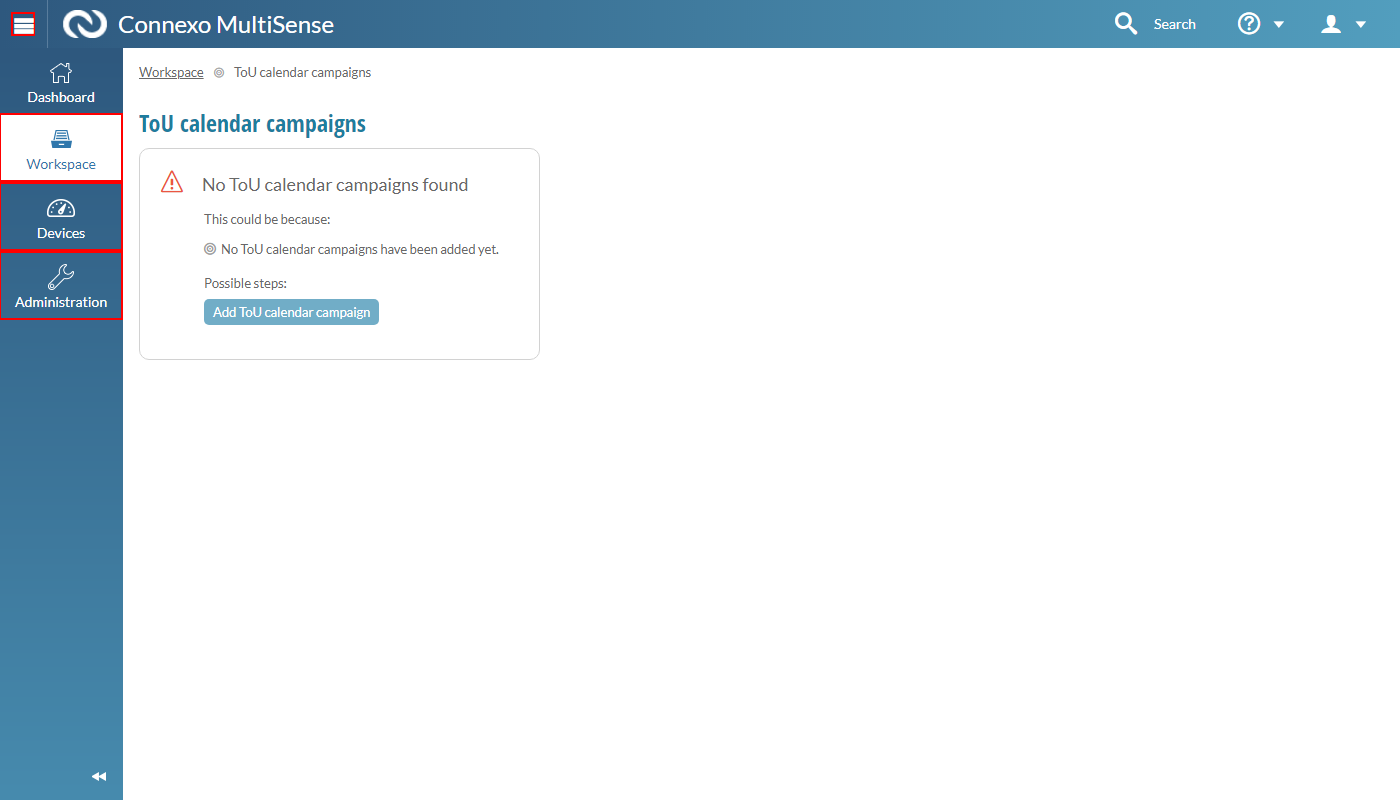 Connexo MultiSense
Search
Dashboard
Workspace
Devices
Administration
Workspace ToU calendar campaigns
ToU calendar campaigns
No ToU calendar campaigns found
This could be because:
No ToU calendar campaigns have been added yet.
Possible steps:
Add ToU calendar campaign